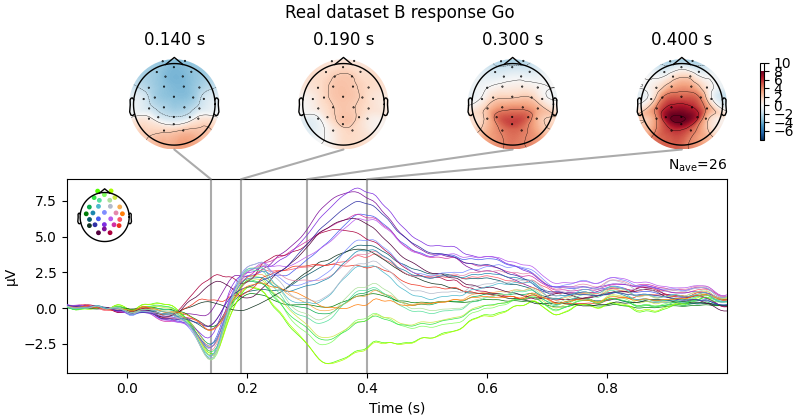 Real dataset B response Go
0.140 s
0.190 s
0.300 s
0.400 s
10
8
6
4
2
0
−2
−4
−6
Nave=26
7.5
5.0
2.5
0.0
−2.5
µV
0.0
0.2
0.4
0.6
0.8
Time (s)